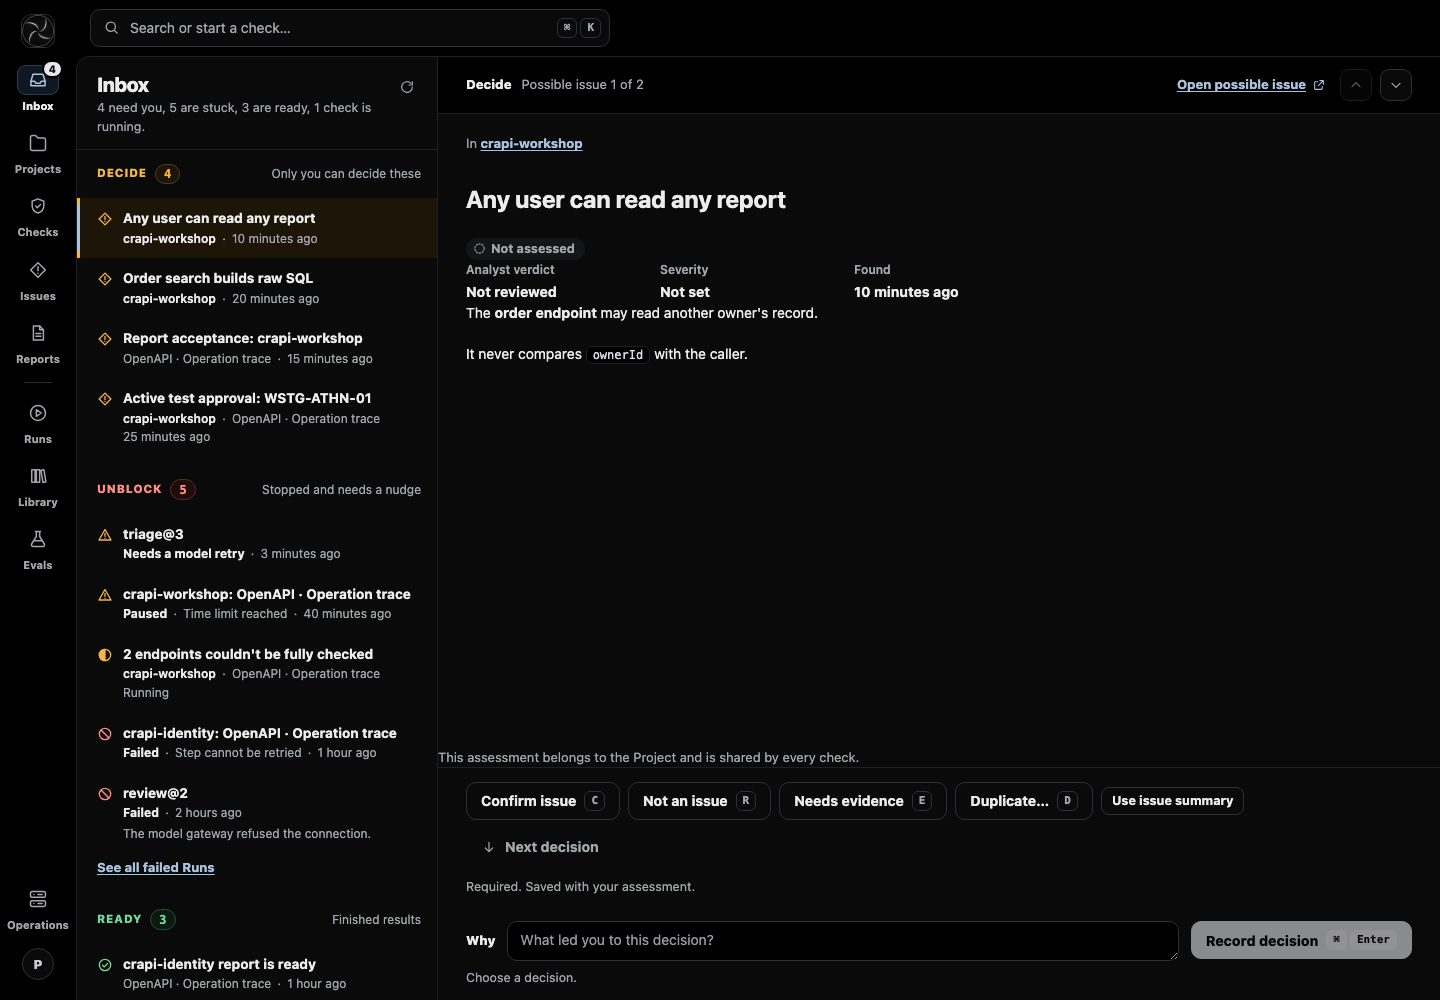 Search or start a check...
⌘ K
4
Inbox
Projects
Checks
Issues
Reports
Runs
Library
Evals
Operations
P
Inbox
4 need you, 5 are stuck, 3 are ready, 1 check is
running.
DECIDE 4 Only you can decide these
Any user can read any report
crapi-workshop · 10 minutes ago
Order search builds raw SQL
crapi-workshop · 20 minutes ago
Report acceptance: crapi-workshop
OpenAPI · Operation trace · 15 minutes ago
Active test approval: WSTG-ATHN-01
crapi-workshop · OpenAPI · Operation trace
25 minutes ago
UNBLOCK 5 Stopped and needs a nudge
triage@3
Needs a model retry · 3 minutes ago
crapi-workshop: OpenAPI · Operation trace
Paused · Time limit reached · 40 minutes ago
2 endpoints couldn't be fully checked
crapi-workshop · OpenAPI · Operation trace
Running
crapi-identity: OpenAPI · Operation trace
Failed · Step cannot be retried · 1 hour ago
review@2
Failed · 2 hours ago
The model gateway refused the connection.
See all failed Runs
READY 3 Finished results
crapi-identity report is ready
OpenAPI · Operation trace · 1 hour ago
Decide Possible issue 1 of 2
Open possible issue
In crapi-workshop
Any user can read any report
Not assessed
Analyst verdict Severity Found
Not reviewed Not set 10 minutes ago
The order endpoint may read another owner's record.
It never compares ownerId with the caller.
This assessment belongs to the Project and is shared by every check.
Confirm issue C Not an issue R Needs evidence E Duplicate... D Use issue summary
Next decision
Required. Saved with your assessment.
Why What led you to this decision? Record decision ⌘ Enter
Choose a decision.